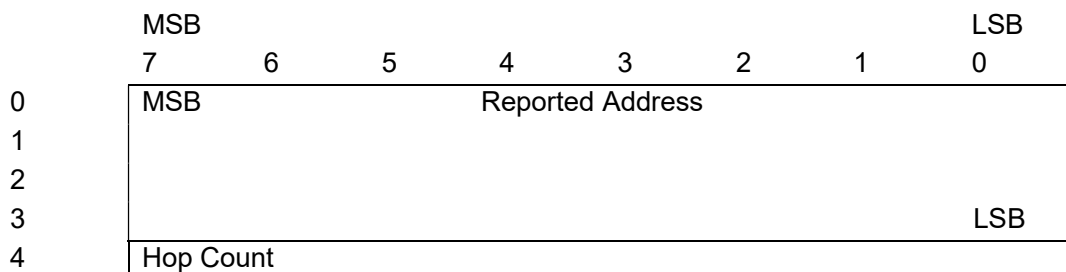 MSB LSB
7 6 5 4 3 2 1 0
0 MSB Reported Address
1
2
3 LSB
4 Hop Count